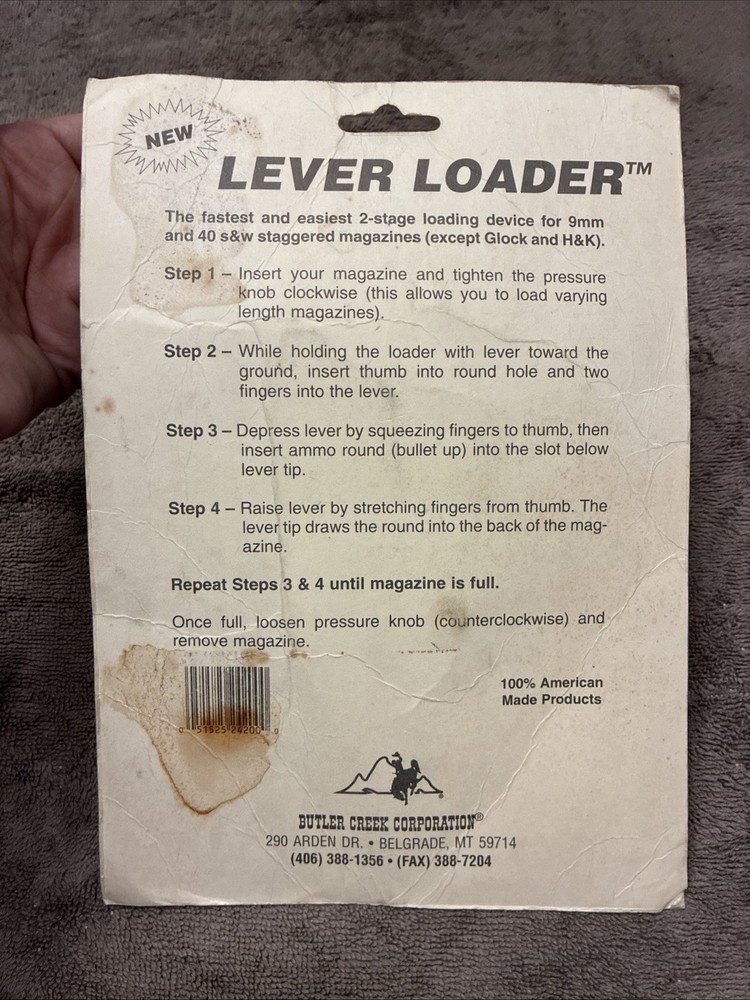 NEW
LEVER LOADER™
The fastest and easiest 2-stage loading device for 9mm
and 40 s&w staggered magazines (except Glock and H&K).
Step 1 – Insert your magazine and tighten the pressure
knob clockwise (this allows you to load varying
length magazines).
Step 2 – While holding the loader with lever toward the
ground, insert thumb into round hole and two
fingers into the lever.
Step 3 – Depress lever by squeezing fingers to thumb, then
insert ammo round (bullet up) into the slot below
lever tip.
Step 4 – Raise lever by stretching fingers from thumb. The
lever tip draws the round into the back of the mag-
azine.
Repeat Steps 3 & 4 until magazine is full.
Once full, loosen pressure knob (counterclockwise) and
remove magazine.
100% American
Made Products
0 51525 24200 0
BUTLER CREEK CORPORATION®
290 ARDEN DR. • BELGRADE, MT 59714
(406) 388-1356 • (FAX) 388-7204